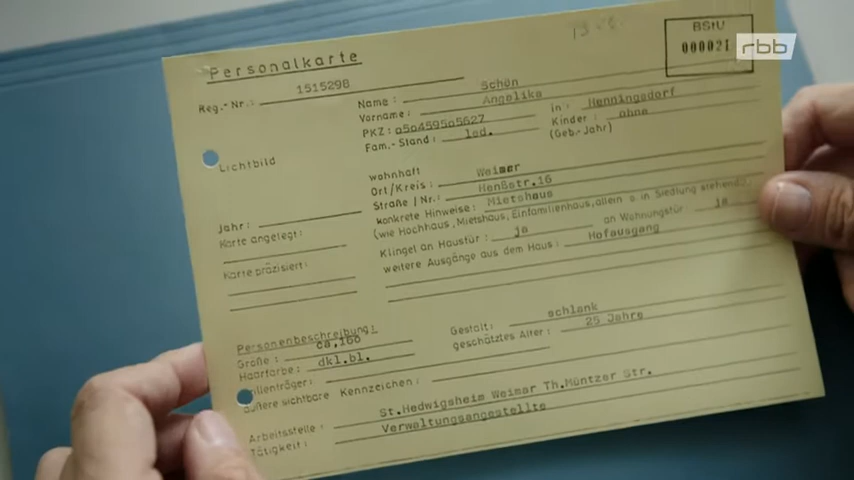 BStU
000021
rbb
Personalkarte
Reg.-Nr.: 1515298
Name: Schön
Vorname: Angelika
PKZ: 050459505627 in: Henningsdorf
Fam.-Stand: led. Kinder: ohne
(Geb.-Jahr)
Lichtbild
wohnhaft
Ort/Kreis: Weimar
Straße/Nr.: Henßstr.16
konkrete Hinweise: Mietshaus
(wie Hochhaus, Mietshaus, Einfamilienhaus, allein o. in Siedlung stehend):
Jahr:
Karte angelegt:
Klingel an Haustür: ja an Wohnungstür ja
weitere Ausgänge aus dem Haus: Hofausgang
Karte präzisiert:
Personenbeschreibung:
Größe: ca.160 Gestalt: schlank
Haarfarbe: dkl.bl. geschätztes Alter: 25 Jahre
illenträger:
äußere sichtbare Kennzeichen:
Arbeitsstelle: St.Hedwigsheim Weimar Th.Müntzer Str.
Tätigkeit: Verwaltungsangestellte